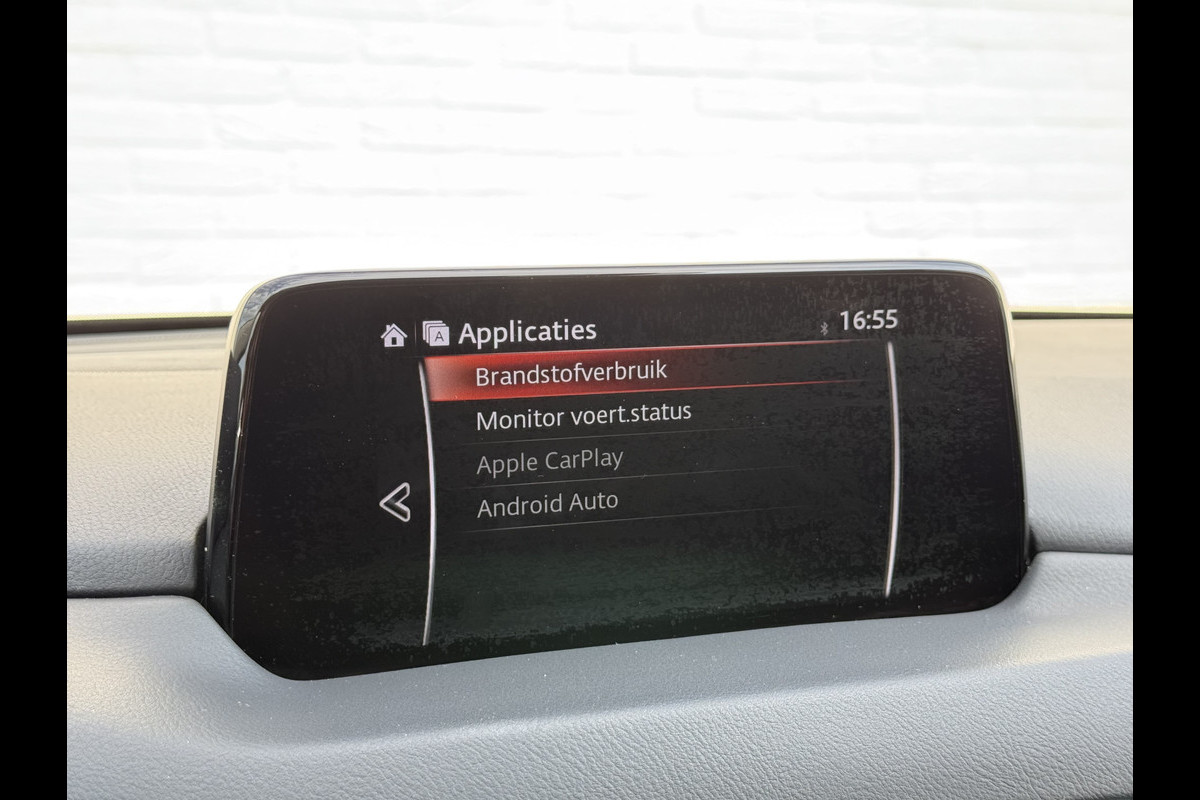 A Applicaties 16:55
Brandstofverbruik
Monitor voert.status
Apple CarPlay
Android Auto